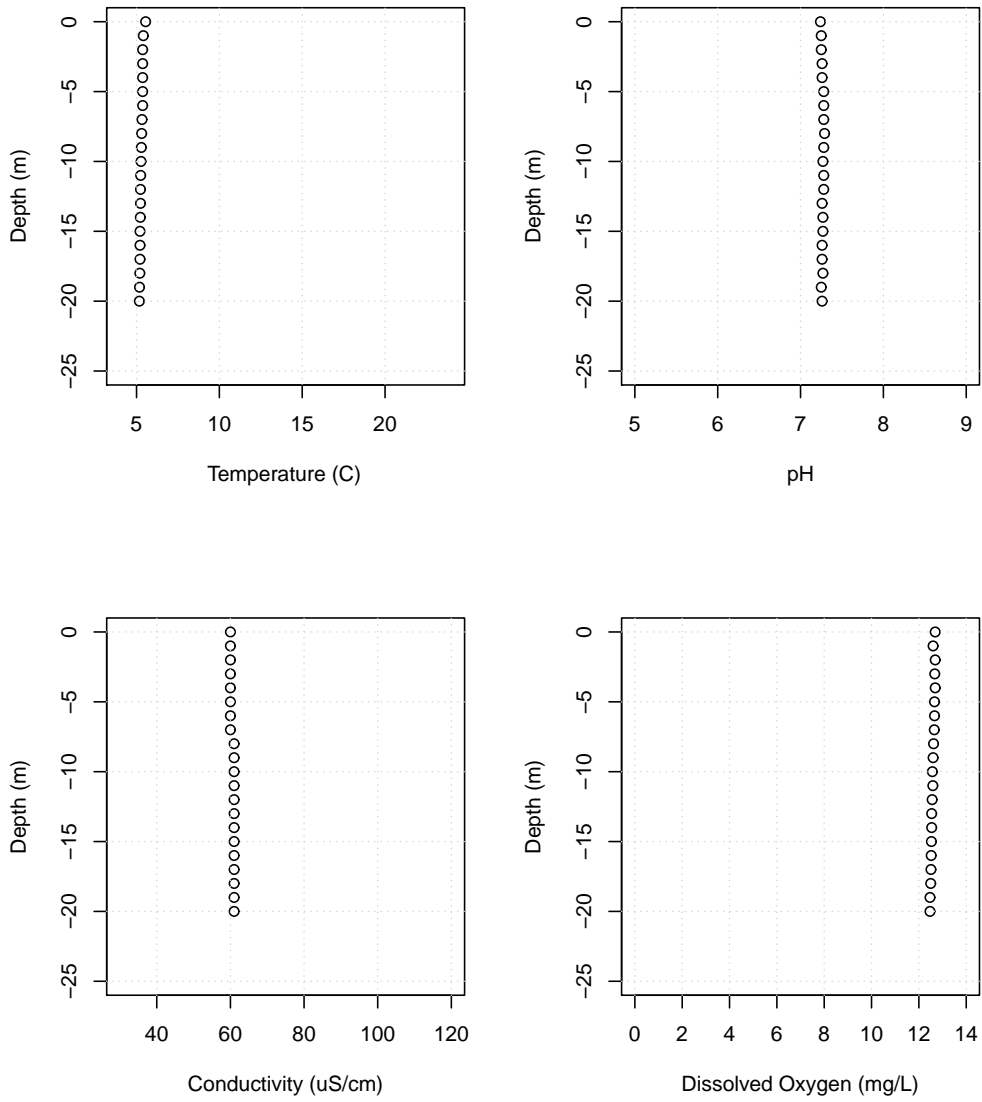 0
−5
−10
−15
−20
−25
Depth (m)
5 10 15 20
Temperature (C)
0
−5
−10
−15
−20
−25
Depth (m)
5 6 7 8 9
pH
0
−5
−10
−15
−20
−25
Depth (m)
40 60 80 100 120
Conductivity (uS/cm)
0
−5
−10
−15
−20
−25
Depth (m)
0 2 4 6 8 10 12 14
Dissolved Oxygen (mg/L)